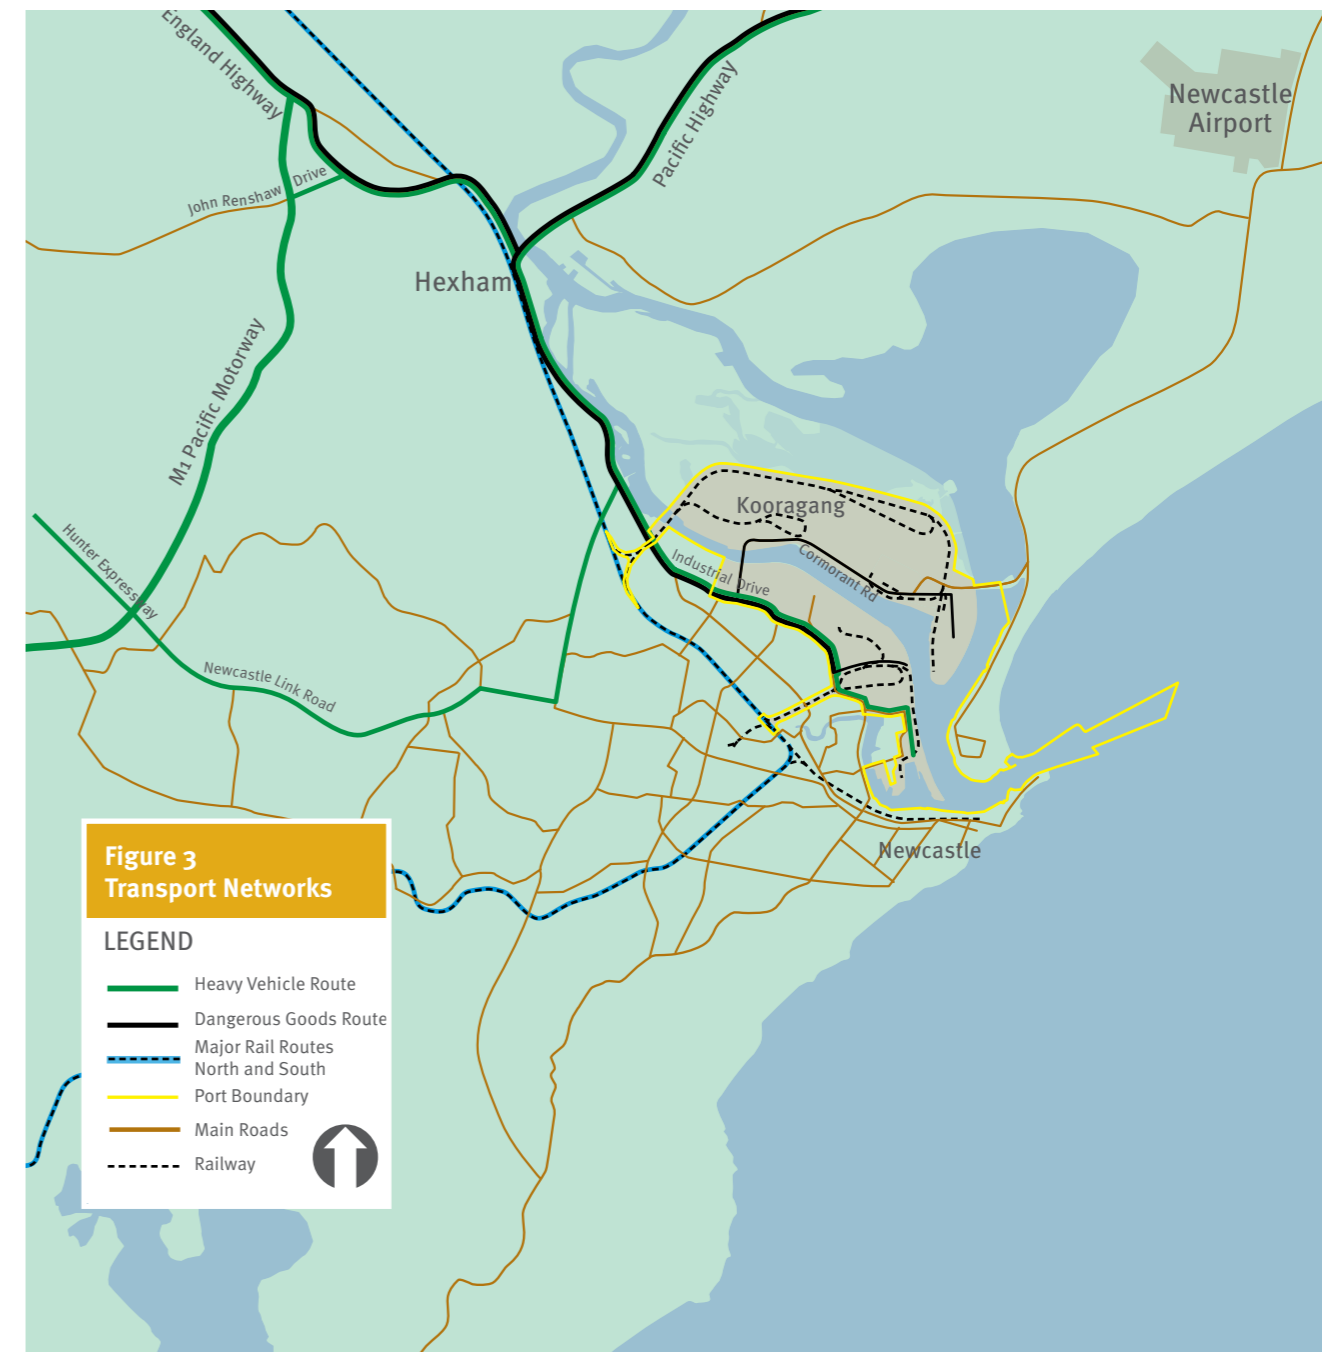 England Highway
Pacific Highway
Newcastle
Airport
John Renshaw Drive
Hexham
M1 Pacific Motorway
Kooragang
Hunter Expressway
Industrial Drive
Cormorant Rd
Newcastle Link Road
Newcastle
Figure 3
Transport Networks
LEGEND
Heavy Vehicle Route
Dangerous Goods Route
Major Rail Routes
North and South
Port Boundary
Main Roads
Railway